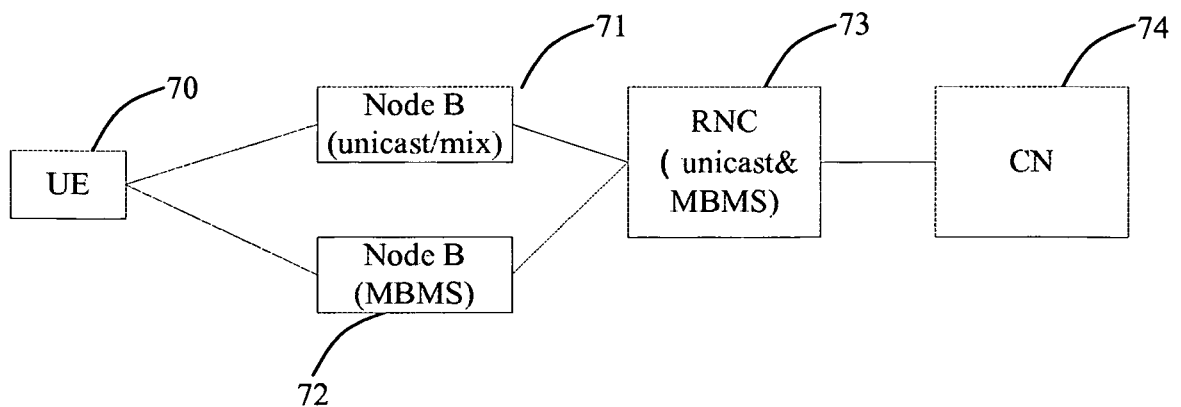 70
UE
71
Node B
(unicast/mix)
72
Node B
(MBMS)
73
RNC
( unicast&
MBMS)
74
CN